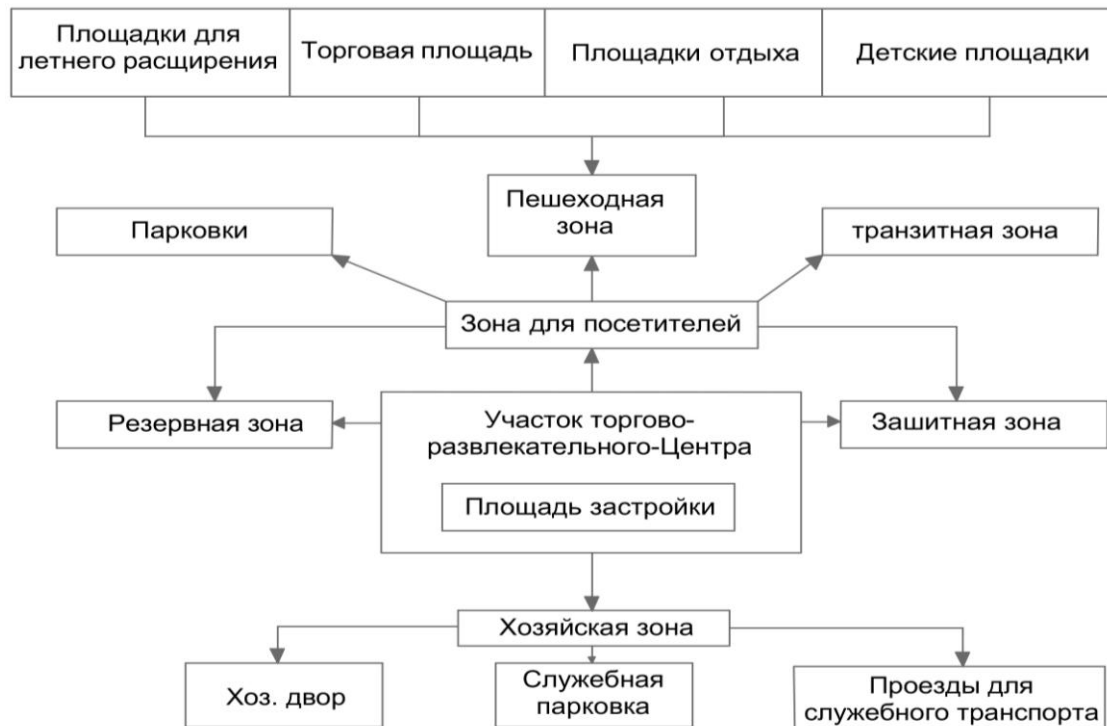 Площадки для
летнего расщирения
Торговая площадь
Площадки отдыха
Детские площадки
Пешеходная
зона
Парковки
транзитная зона
Зона для посетителей
Резервная зона
Участок торгово-
развлекательного-Центра
Зашитная зона
Площадь застройки
Хозяйская зона
Хоз. двор
Служебная
парковка
Проезды для
служебного транспорта